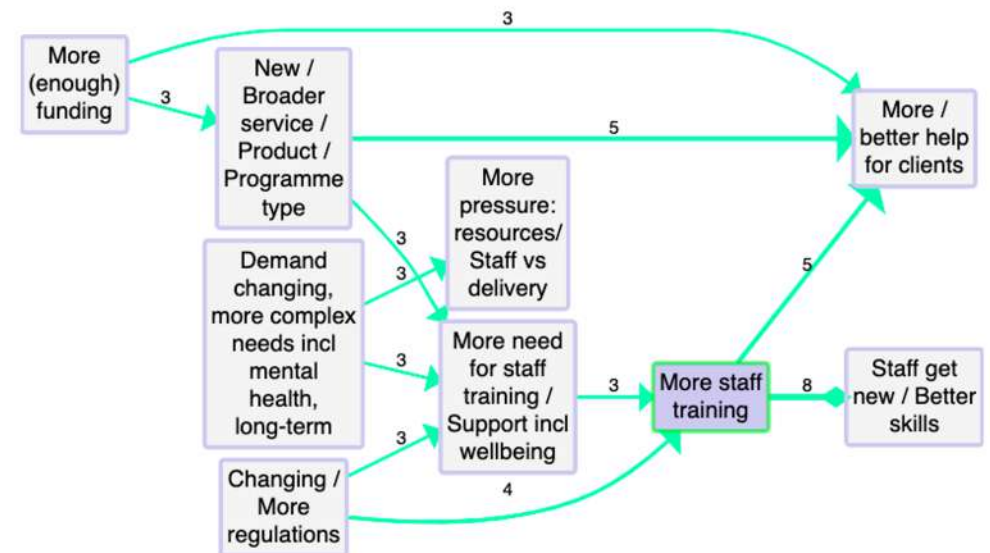 3
More
(enough)
funding
3
New /
Broader
service /
Product /
Programme
type
5
More /
better help
for clients
More
pressure:
resources/
Staff vs
delivery
3
3
Demand
changing,
more complex
needs incl
mental
health,
long-term
3
More need
for staff
training /
Support incl
wellbeing
3
More staff
training
5
8
Staff get
new / Better
skills
3
Changing /
More
regulations
4